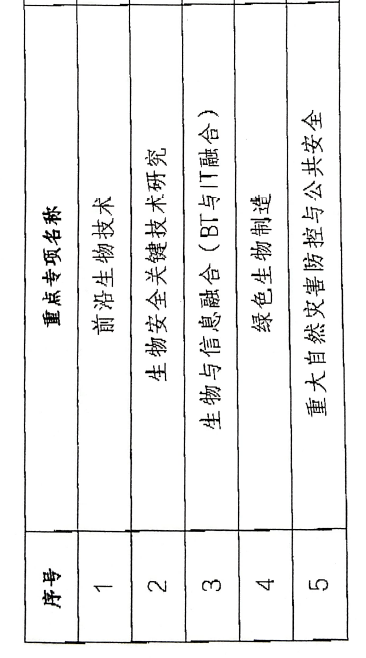 序号 重点专项名称
1 前沿生物技术
2 生物安全关键技术研究
3 生物与信息融合（BT与IT融合）
4 绿色生物制造
5 重大自然灾害防控与公共安全